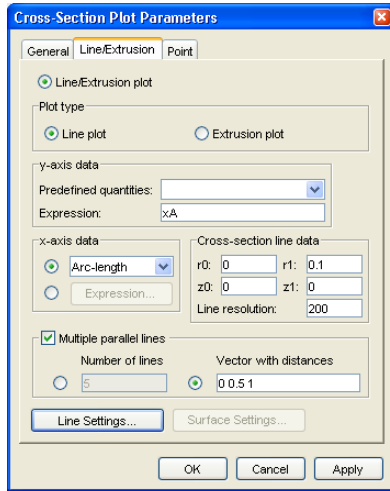 Cross-Section Plot Parameters
General Line/Extrusion Point
Line/Extrusion plot
Plot type
Line plot Extrusion plot
y-axis data
Predefined quantities:
Expression: xA
x-axis data
Arc-length
Expression...
Cross-section line data
r0: 0 r1: 0.1
z0: 0 z1: 0
Line resolution: 200
Multiple parallel lines
Number of lines Vector with distances
5 0 0.5 1
Line Settings... Surface Settings...
OK Cancel Apply